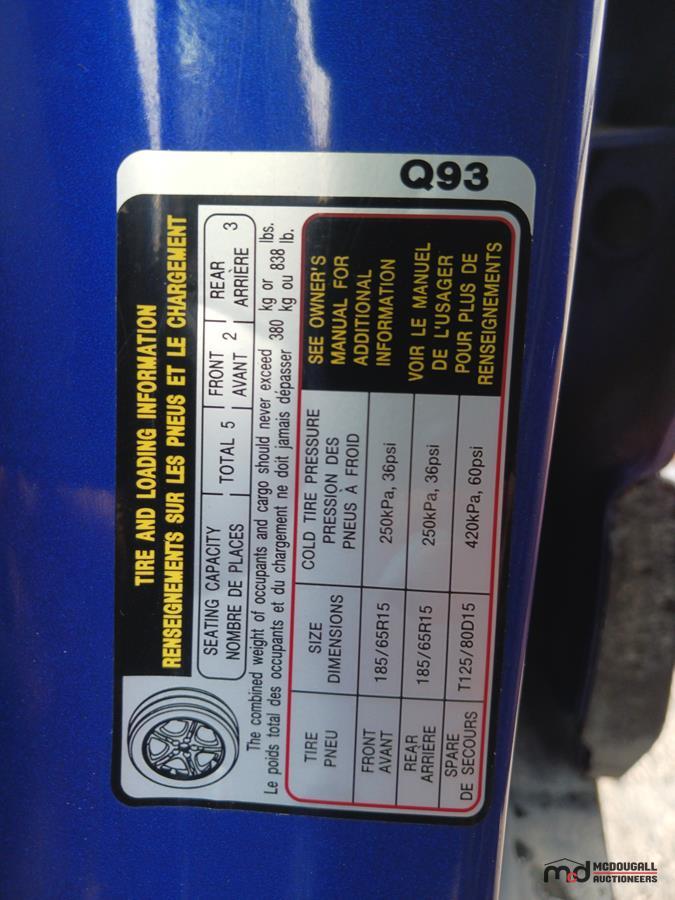 Q93
TIRE AND LOADING INFORMATION
RENSEIGNEMENTS SUR LES PNEUS ET LE CHARGEMENT
SEATING CAPACITY
NOMBRE DE PLACES
TOTAL 5
FRONT
AVANT 2
REAR
ARRIÈRE 3
The combined weight of occupants and cargo should never exceed 380 kg or 838 lbs.
Le poids total des occupants et du chargement ne doit jamais dépasser 380 kg ou 838 lb.
TIRE
PNEU
SIZE
DIMENSIONS
COLD TIRE PRESSURE
PRESSION DES
PNEUS À FROID
FRONT
AVANT
185/65R15
250kPa, 36psi
REAR
ARRIÈRE
185/65R15
250kPa, 36psi
SPARE
DE SECOURS
T125/80D15
420kPa, 60psi
SEE OWNER'S
MANUAL FOR
ADDITIONAL
INFORMATION
VOIR LE MANUEL
DE L'USAGER
POUR PLUS DE
RENSEIGNEMENTS
md MCDOUGALL
AUCTIONEERS